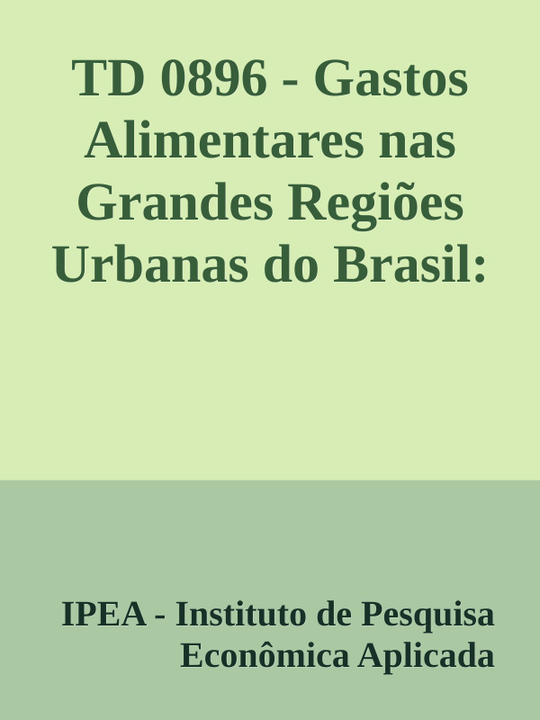 TD 0896 - Gastos
Alimentares nas
Grandes Regiões
Urbanas do Brasil:
IPEA - Instituto de Pesquisa
Econômica Aplicada